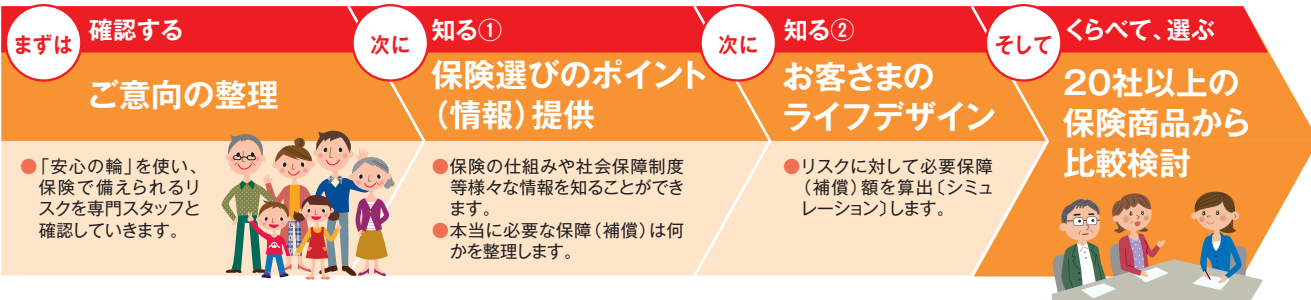 まずは
確認する
ご意向の整理
●「安心の輪」を使い、
保険で備えられるリ
スクを専門スタッフと
確認していきます。
次に
知る①
保険選びのポイント
（情報）提供
●保険の仕組みや社会保障制度
等様々な情報を知ることができ
ます。
●本当に必要な保障（補償）は何
かを整理します。
次に
知る②
お客さまの
ライフデザイン
●リスクに対して必要保障
（補償）額を算出〔シミュ
レーション〕します。
そして
くらべて、選ぶ
20社以上の
保険商品から
比較検討